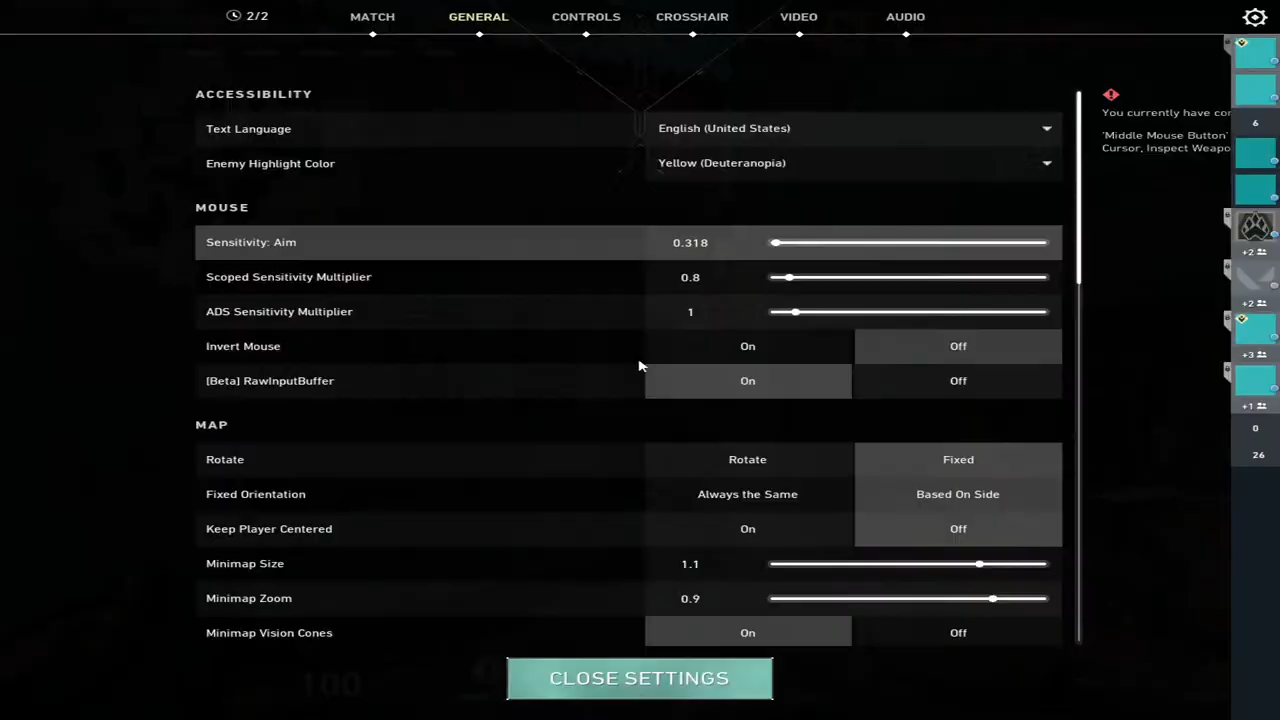 2/2
MATCH
GENERAL
CONTROLS
CROSSHAIR
VIDEO
AUDIO
ACCESSIBILITY
Text Language English (United States)
Enemy Highlight Color Yellow (Deuteranopia)
MOUSE
Sensitivity: Aim 0.318
Scoped Sensitivity Multiplier 0.8
ADS Sensitivity Multiplier 1
Invert Mouse On Off
[Beta] RawInputBuffer On Off
MAP
Rotate Rotate Fixed
Fixed Orientation Always the Same Based On Side
Keep Player Centered On Off
Minimap Size 1.1
Minimap Zoom 0.9
Minimap Vision Cones On Off
CLOSE SETTINGS
100
You currently have con
'Middle Mouse Button'
Cursor, Inspect Weapo
6
+2
+2
+3
+1
0
26